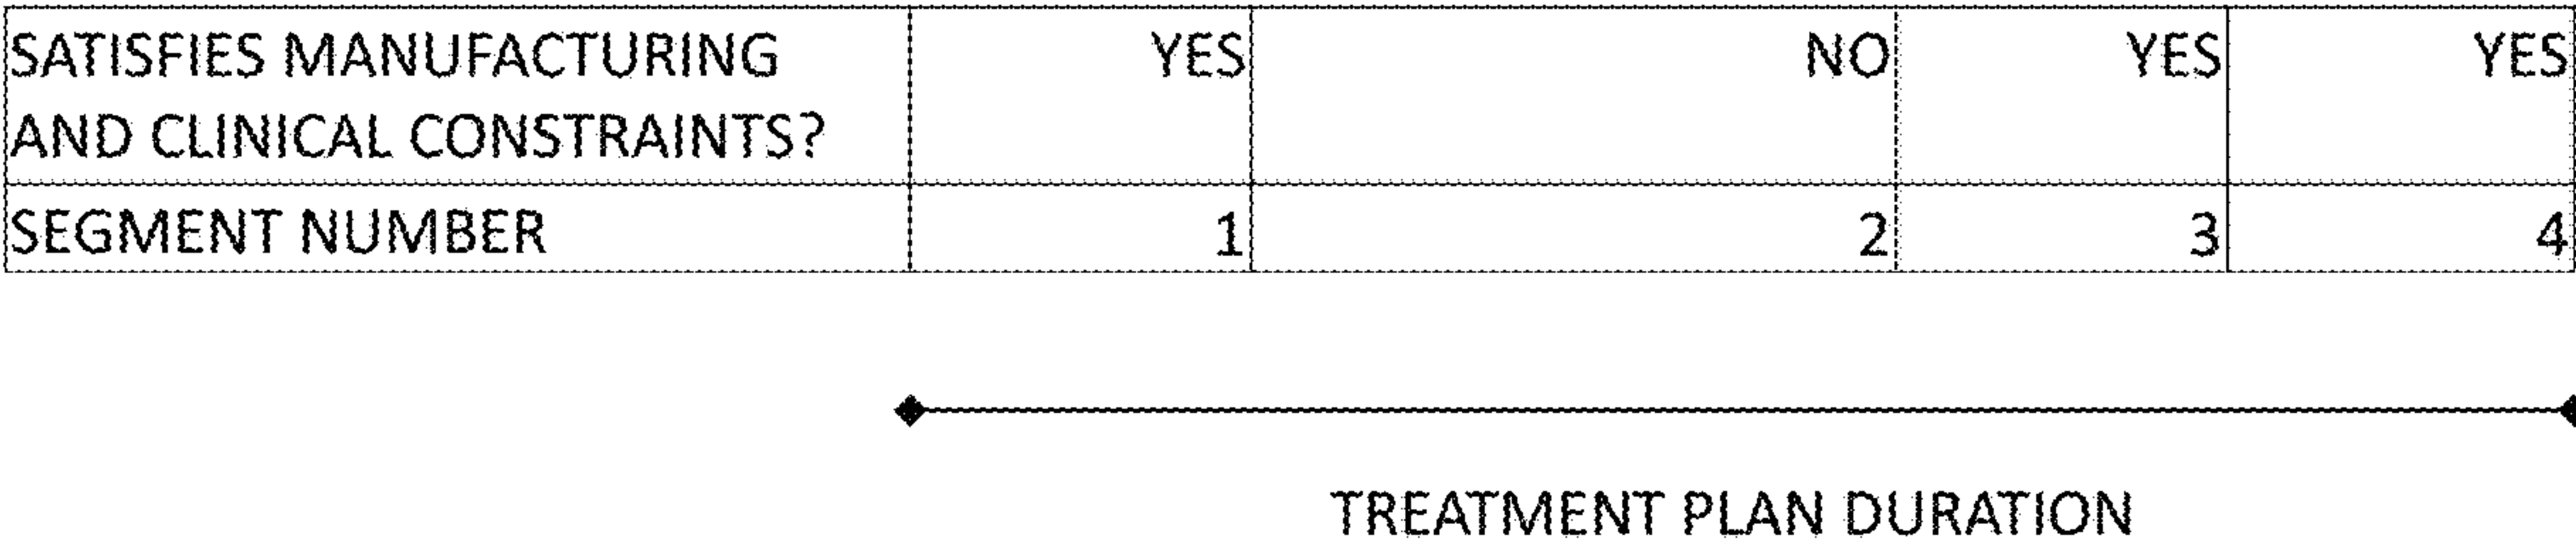 SATISFIES MANUFACTURING YES NO YES YES
AND CLINICAL CONSTRAINTS?
SEGMENT NUMBER 1 2 3 4
TREATMENT PLAN DURATION